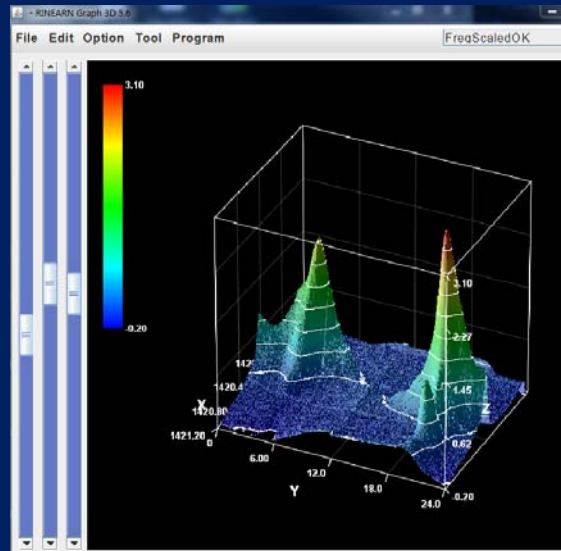 - RINEARN Graph 3D 5.6
File Edit Option Tool Program
FreqScaledOK
3.10
-0.20
3.10
2.27
1.45
0.62
-0.20
Z
1420.4
1420.80
1421.20
X
0
6.00
12.0
18.0
24.0
Y